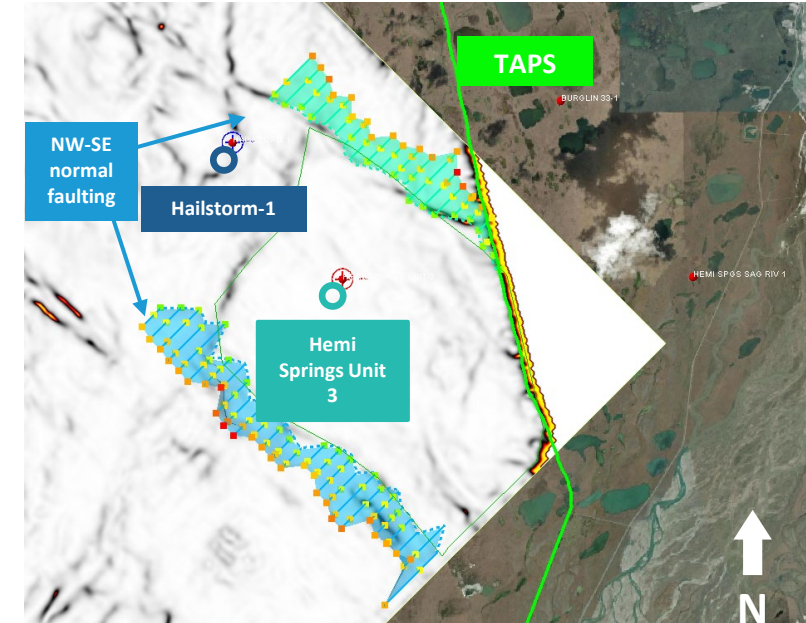 TAPS
BURGLIN 33-1
NW-SE
normal
faulting
Hailstorm-1
HEMI SPGS SAG RIV 1
Hemi
Springs Unit
3
N